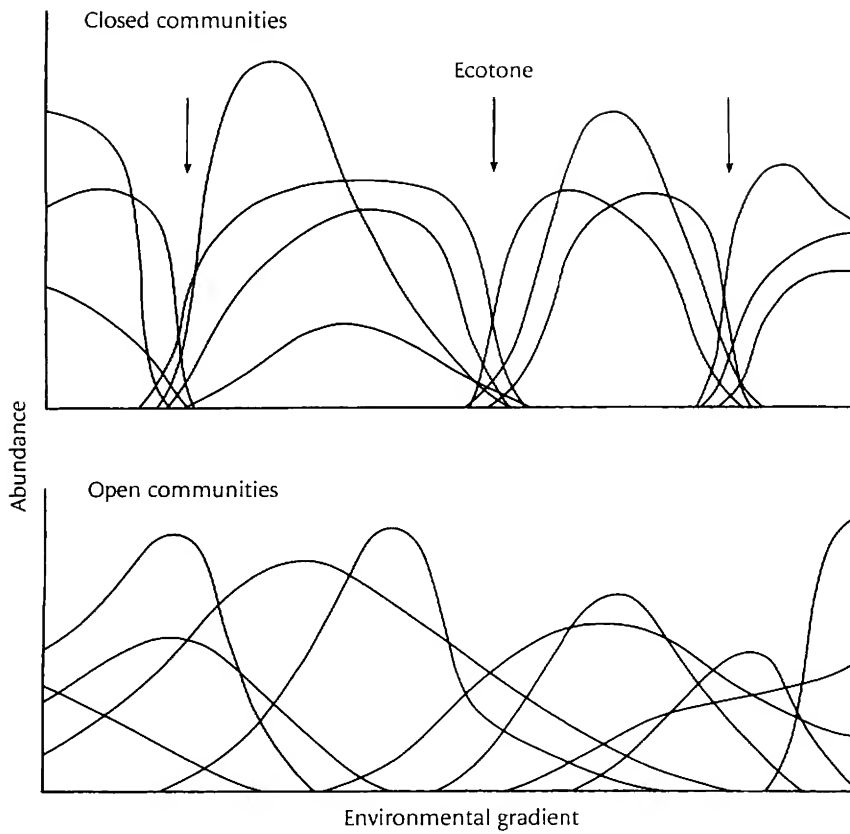 Closed communities
Ecotone
Abundance
Open communities
Environmental gradient